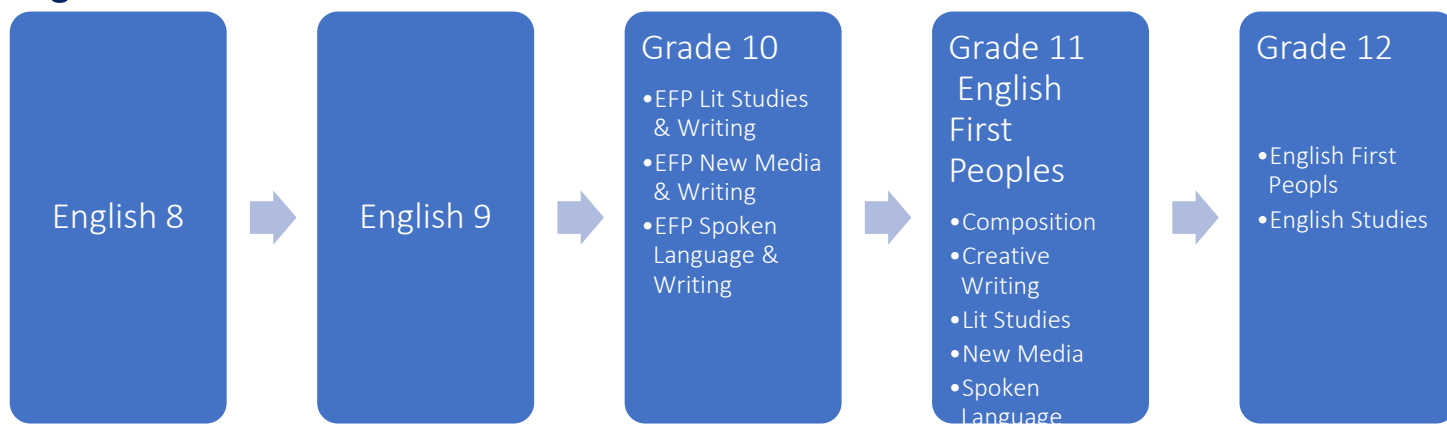 English 8
English 9
Grade 10
•EFP Lit Studies
& Writing
•EFP New Media
& Writing
•EFP Spoken
Language &
Writing
Grade 11
English
First
Peoples
•Composition
•Creative
Writing
•Lit Studies
•New Media
•Spoken
Language
Grade 12
•English First
Peopls
•English Studies